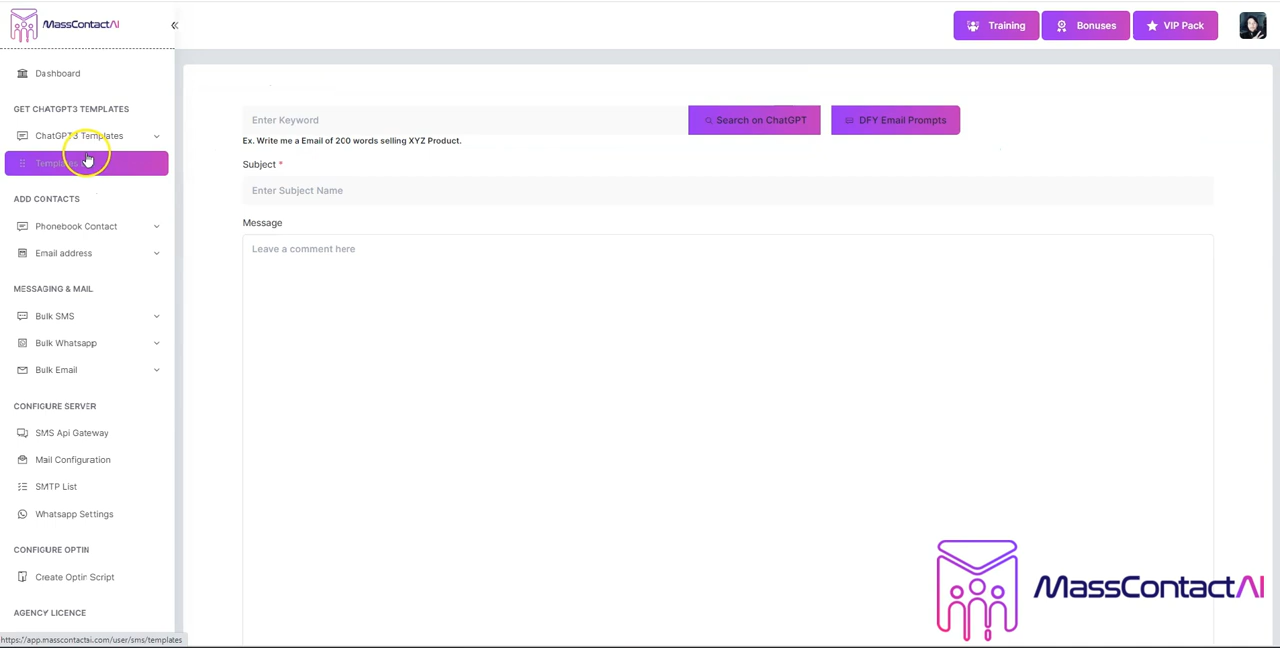 MassContactAI
«
Training
Bonuses
VIP Pack
Dashboard
GET CHATGPT3 TEMPLATES
ChatGPT3 Templates
Templates
ADD CONTACTS
Phonebook Contact
Email address
MESSAGING & MAIL
Bulk SMS
Bulk Whatsapp
Bulk Email
CONFIGURE SERVER
SMS Api Gateway
Mail Configuration
SMTP List
Whatsapp Settings
CONFIGURE OPTIN
Create Optin Script
AGENCY LICENCE
https://app.masscontactai.com/user/sms/templates
Enter Keyword
Search on ChatGPT
DFY Email Prompts
Ex. Write me a Email of 200 words selling XYZ Product.
Subject *
Enter Subject Name
Message
Leave a comment here
MassContactAI